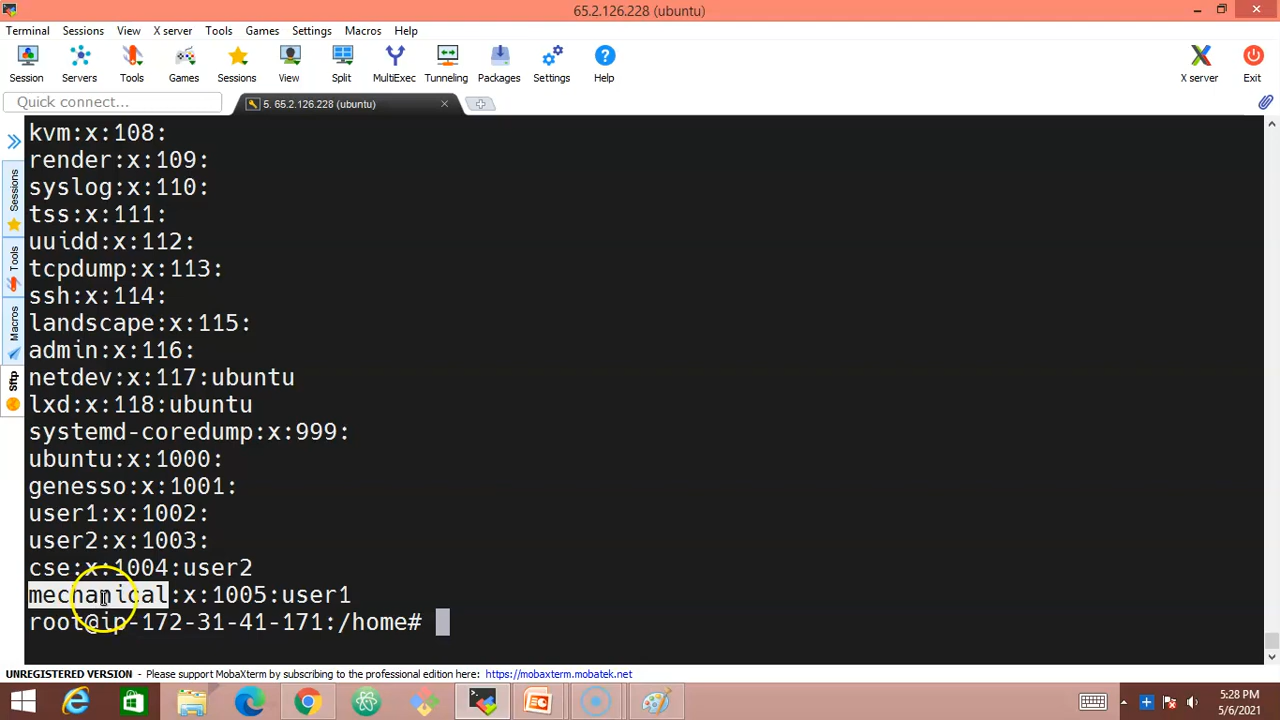 65.2.126.228 (ubuntu)
Terminal Sessions View X server Tools Games Settings Macros Help
Session Servers Tools Games Sessions View Split MultiExec Tunneling Packages Settings Help X server Exit
Quick connect...
5. 65.2.126.228 (ubuntu)
Sessions
Tools
Macros
Sftp
kvm:x:108:
render:x:109:
syslog:x:110:
tss:x:111:
uuidd:x:112:
tcpdump:x:113:
ssh:x:114:
landscape:x:115:
admin:x:116:
netdev:x:117:ubuntu
lxd:x:118:ubuntu
systemd-coredump:x:999:
ubuntu:x:1000:
genesso:x:1001:
user1:x:1002:
user2:x:1003:
cse:x:1004:user2
mechanical:x:1005:user1
root@ip-172-31-41-171:/home#
UNREGISTERED VERSION - Please support MobaXterm by subscribing to the professional edition here: https://mobaxterm.mobatek.net
5:28 PM
5/6/2021